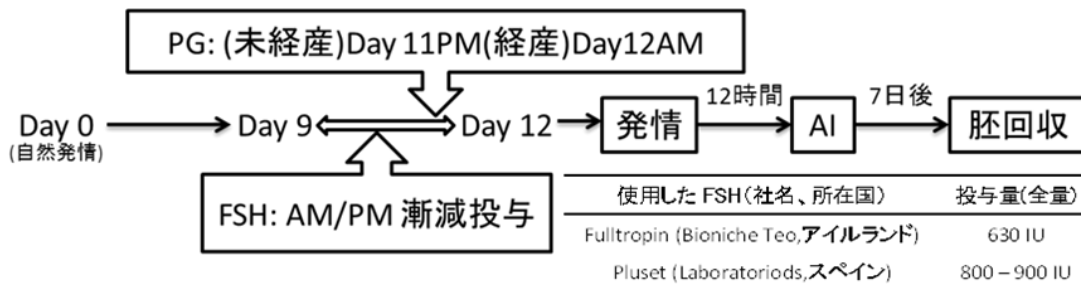 PG: (未経産)Day 11PM(経産)Day12AM
Day 0
(自然発情)
Day 9
Day 12
発情
12時間
AI
7日後
胚回収
FSH: AM/PM 漸減投与
使用した FSH(社名、所在国) 投与量(全量)
Fulltropin (Bioniche Teo,アイルランド) 630 IU
Pluset (Laboratoriods,スペイン) 800 – 900 IU